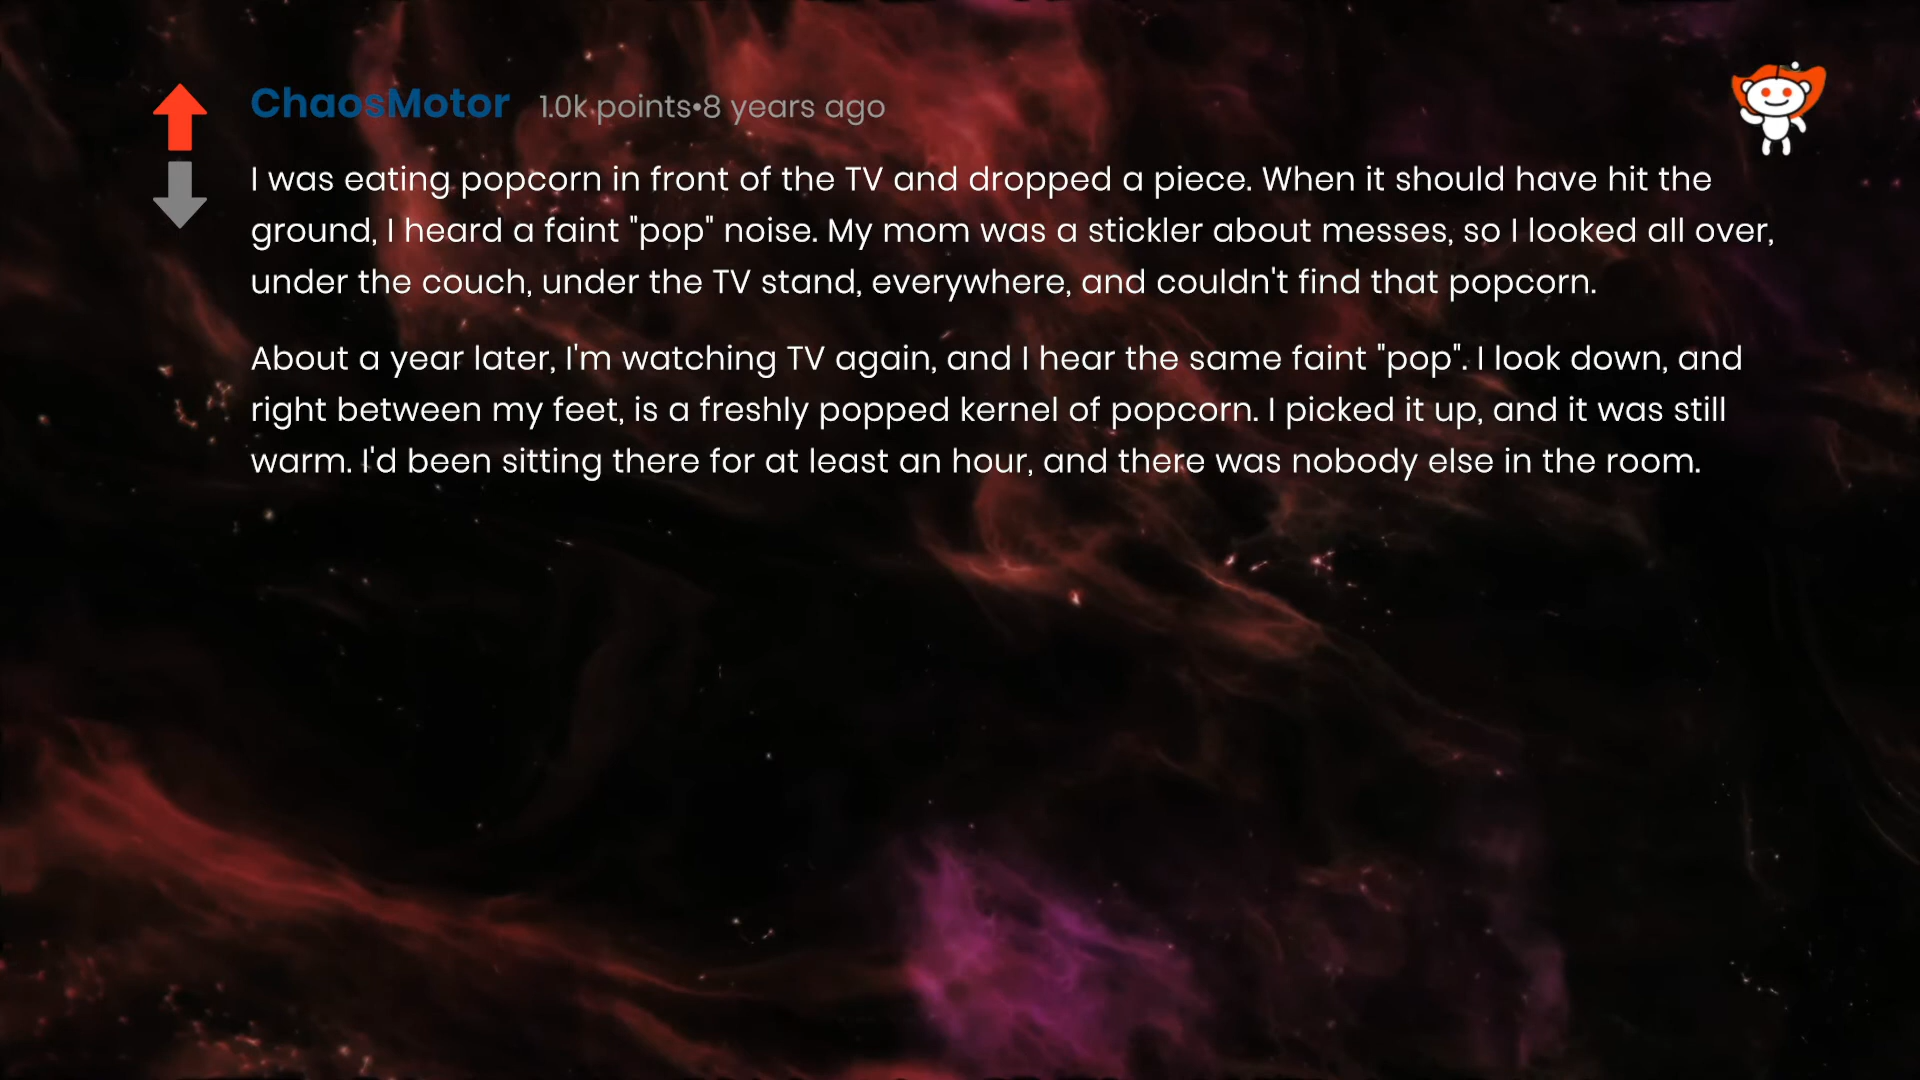 ChaosMotor 1.0k points•8 years ago
I was eating popcorn in front of the TV and dropped a piece. When it should have hit the
ground, I heard a faint "pop" noise. My mom was a stickler about messes, so I looked all over,
under the couch, under the TV stand, everywhere, and couldn't find that popcorn.
About a year later, I'm watching TV again, and I hear the same faint "pop". I look down, and
right between my feet, is a freshly popped kernel of popcorn. I picked it up, and it was still
warm. I'd been sitting there for at least an hour, and there was nobody else in the room.